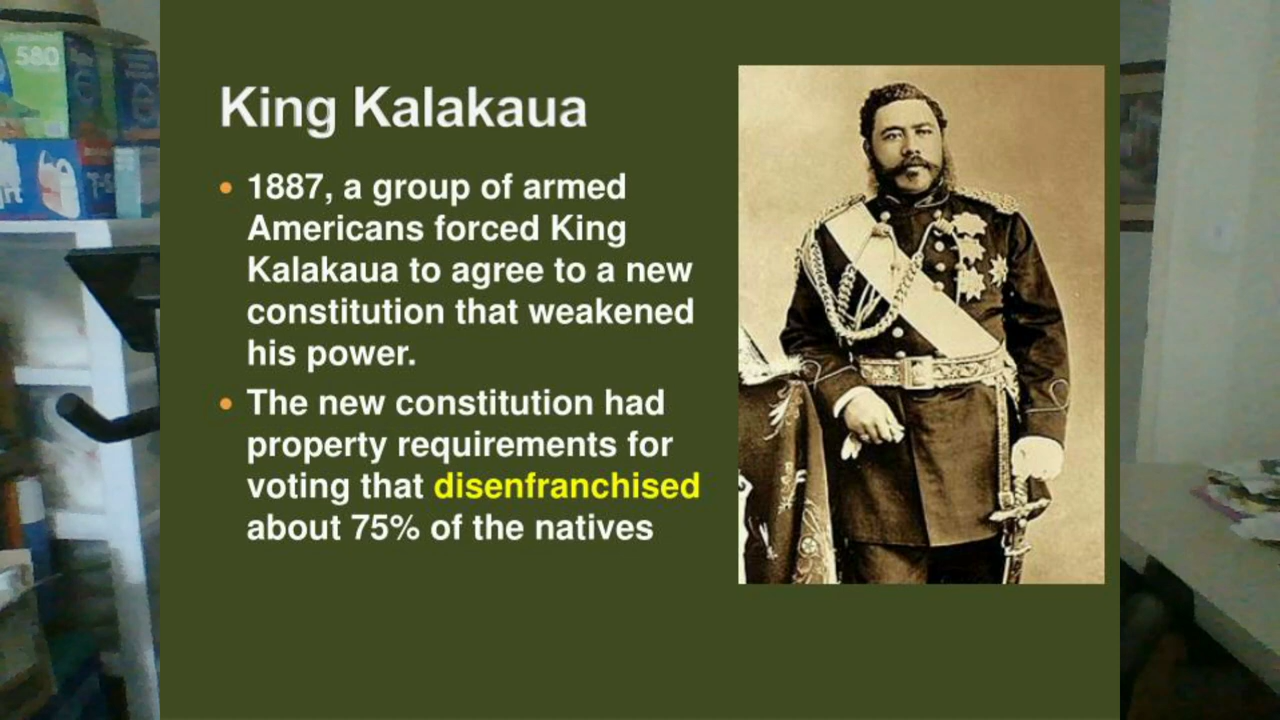 580
King Kalakaua
• 1887, a group of armed
Americans forced King
Kalakaua to agree to a new
constitution that weakened
his power.
• The new constitution had
property requirements for
voting that disenfranchised
about 75% of the natives